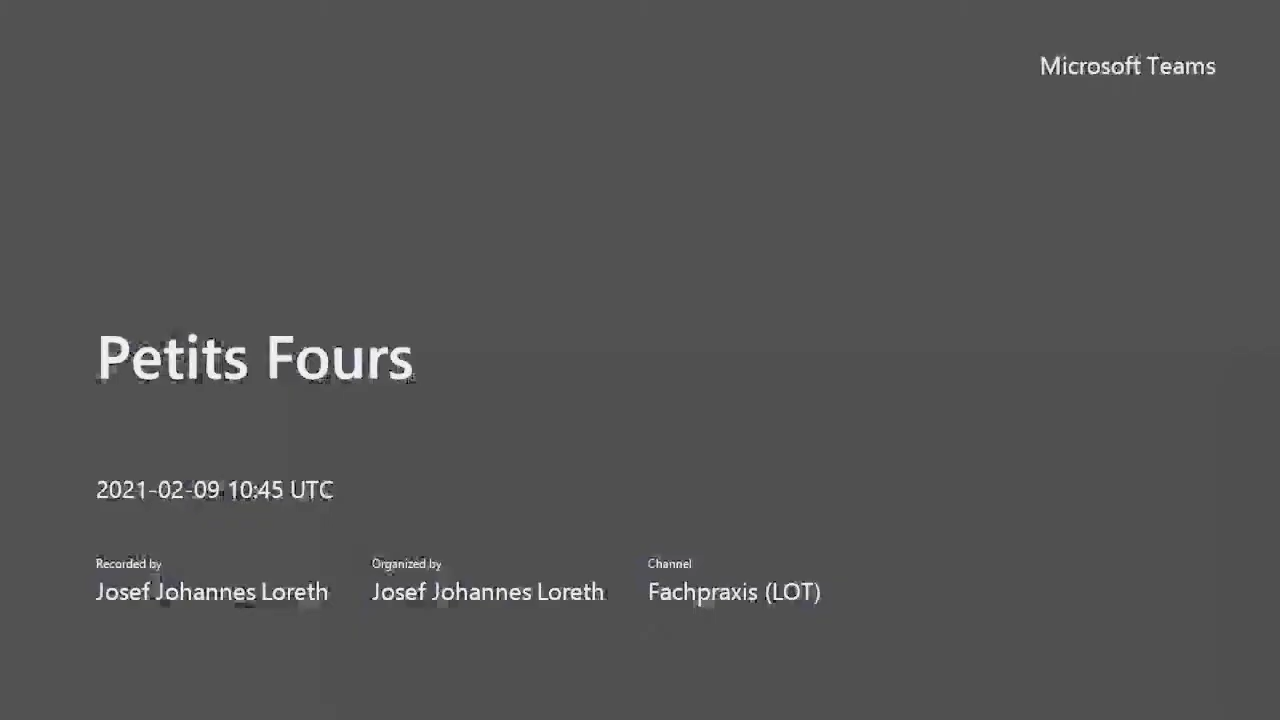 Microsoft Teams
Petits Fours
2021-02-09 10:45 UTC
Recorded by
Josef Johannes Loreth
Organized by
Josef Johannes Loreth
Channel
Fachpraxis (LOT)